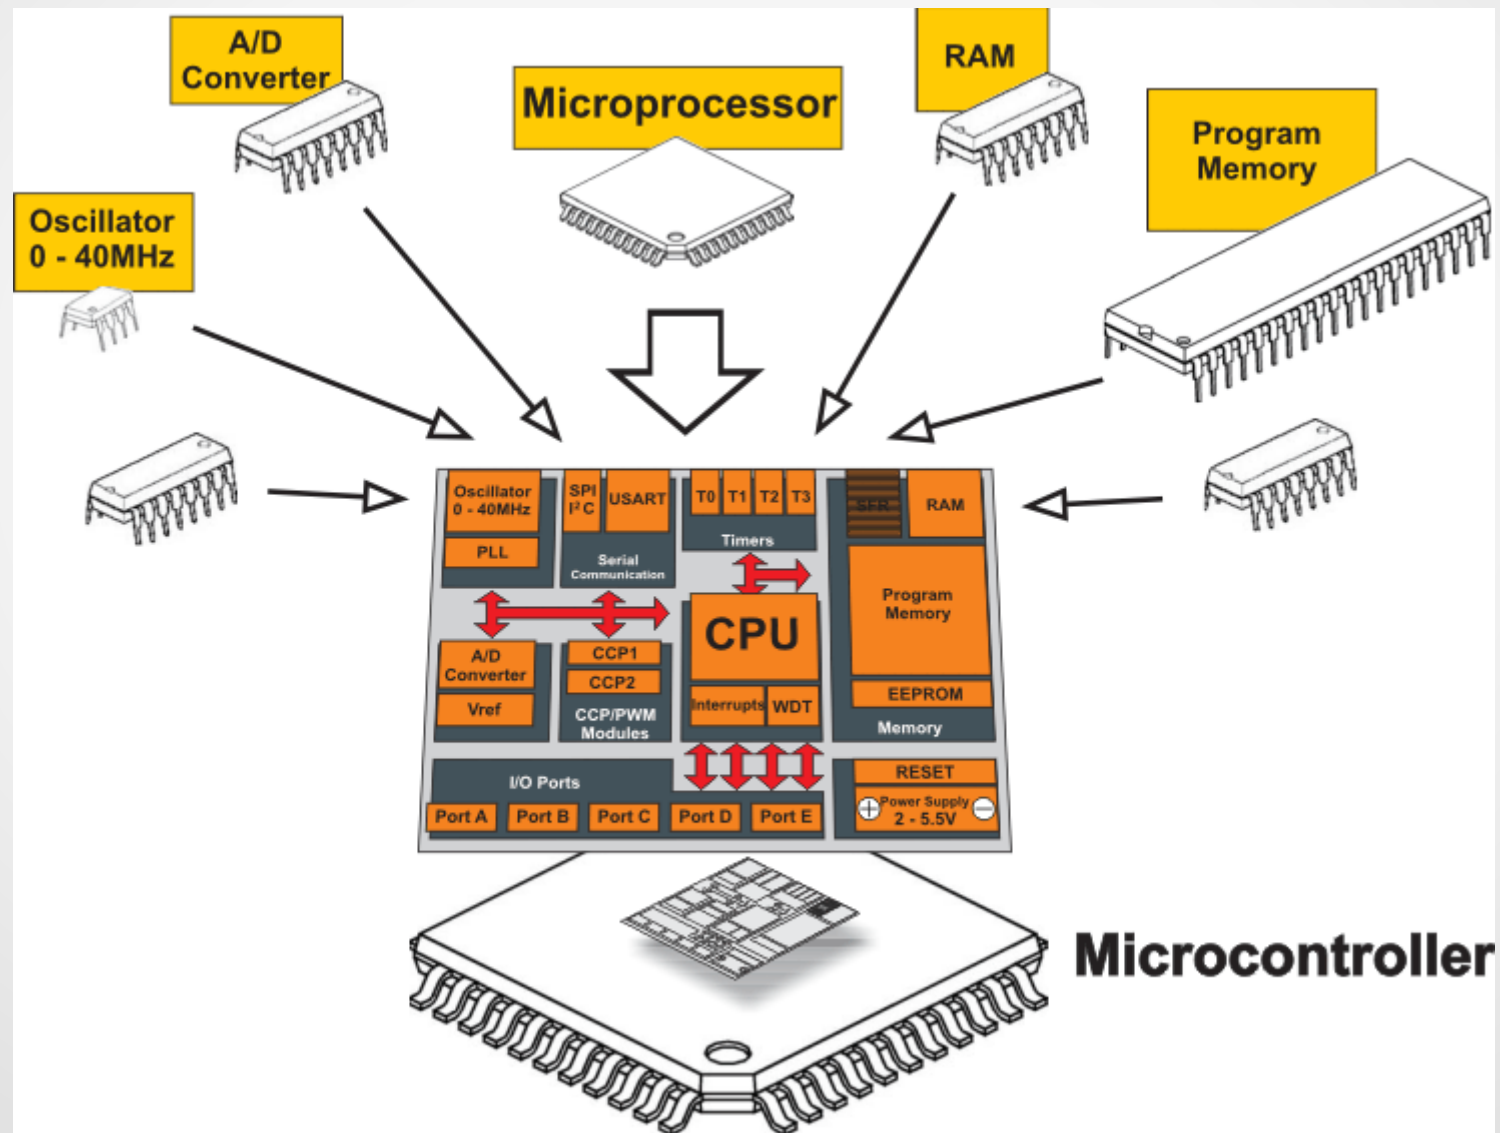 A/D
Converter
Microprocessor
RAM
Program
Memory
Oscillator
0 - 40MHz
Oscillator
0 - 40MHz
PLL
SPI
I²C
USART
Serial
Communication
T0
T1
T2
T3
Timers
SFR
RAM
Program
Memory
EEPROM
Memory
A/D
Converter
Vref
CCP1
CCP2
CCP/PWM
Modules
CPU
Interrupts
WDT
I/O Ports
Port A
Port B
Port C
Port D
Port E
RESET
+ Power Supply −
2 - 5.5V
Microcontroller